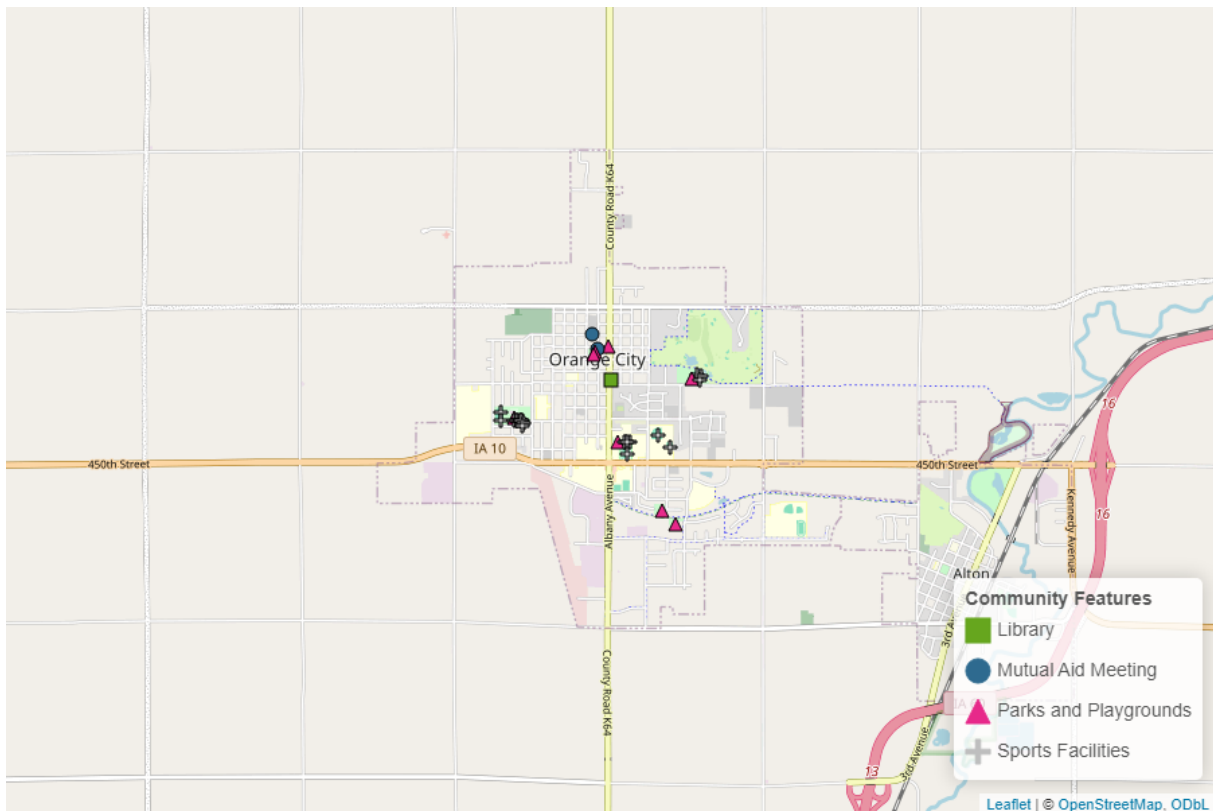 County Road K64
Orange City
16
IA 10
450th Street
450th Street
Albany Avenue
Kennedy Avenue
16
Alton
County Road K64
3rd Avenue
13
Community Features
Library
Mutual Aid Meeting
Parks and Playgrounds
Sports Facilities
Leaflet | © OpenStreetMap, ODbL